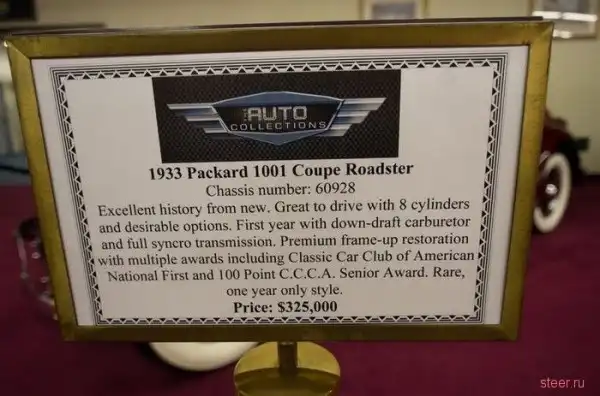 THE AUTO
COLLECTIONS
1933 Packard 1001 Coupe Roadster
Chassis number: 60928
Excellent history from new. Great to drive with 8 cylinders
and desirable options. First year with down-draft carburetor
and full syncro transmission. Premium frame-up restoration
with multiple awards including Classic Car Club of American
National First and 100 Point C.C.C.A. Senior Award. Rare,
one year only style.
Price: $325,000
steer.ru